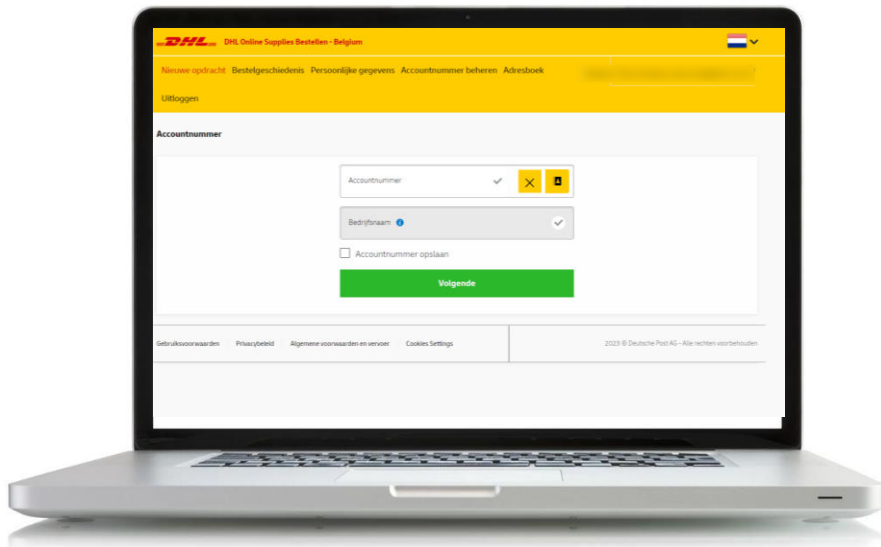 DHL DHL Online Supplies Bestellen - Belgium
Nieuwe opdracht Bestelgeschiedenis Persoonlijke gegevens Accountnummer beheren Adresboek
Uitloggen
Accountnummer
Accountnummer
Bedrijfsnaam
Accountnummer opslaan
Volgende
Gebruiksvoorwaarden Privacybeleid Algemene voorwaarden en vervoer Cookies Settings 2023 © Deutsche Post AG - Alle rechten voorbehouden